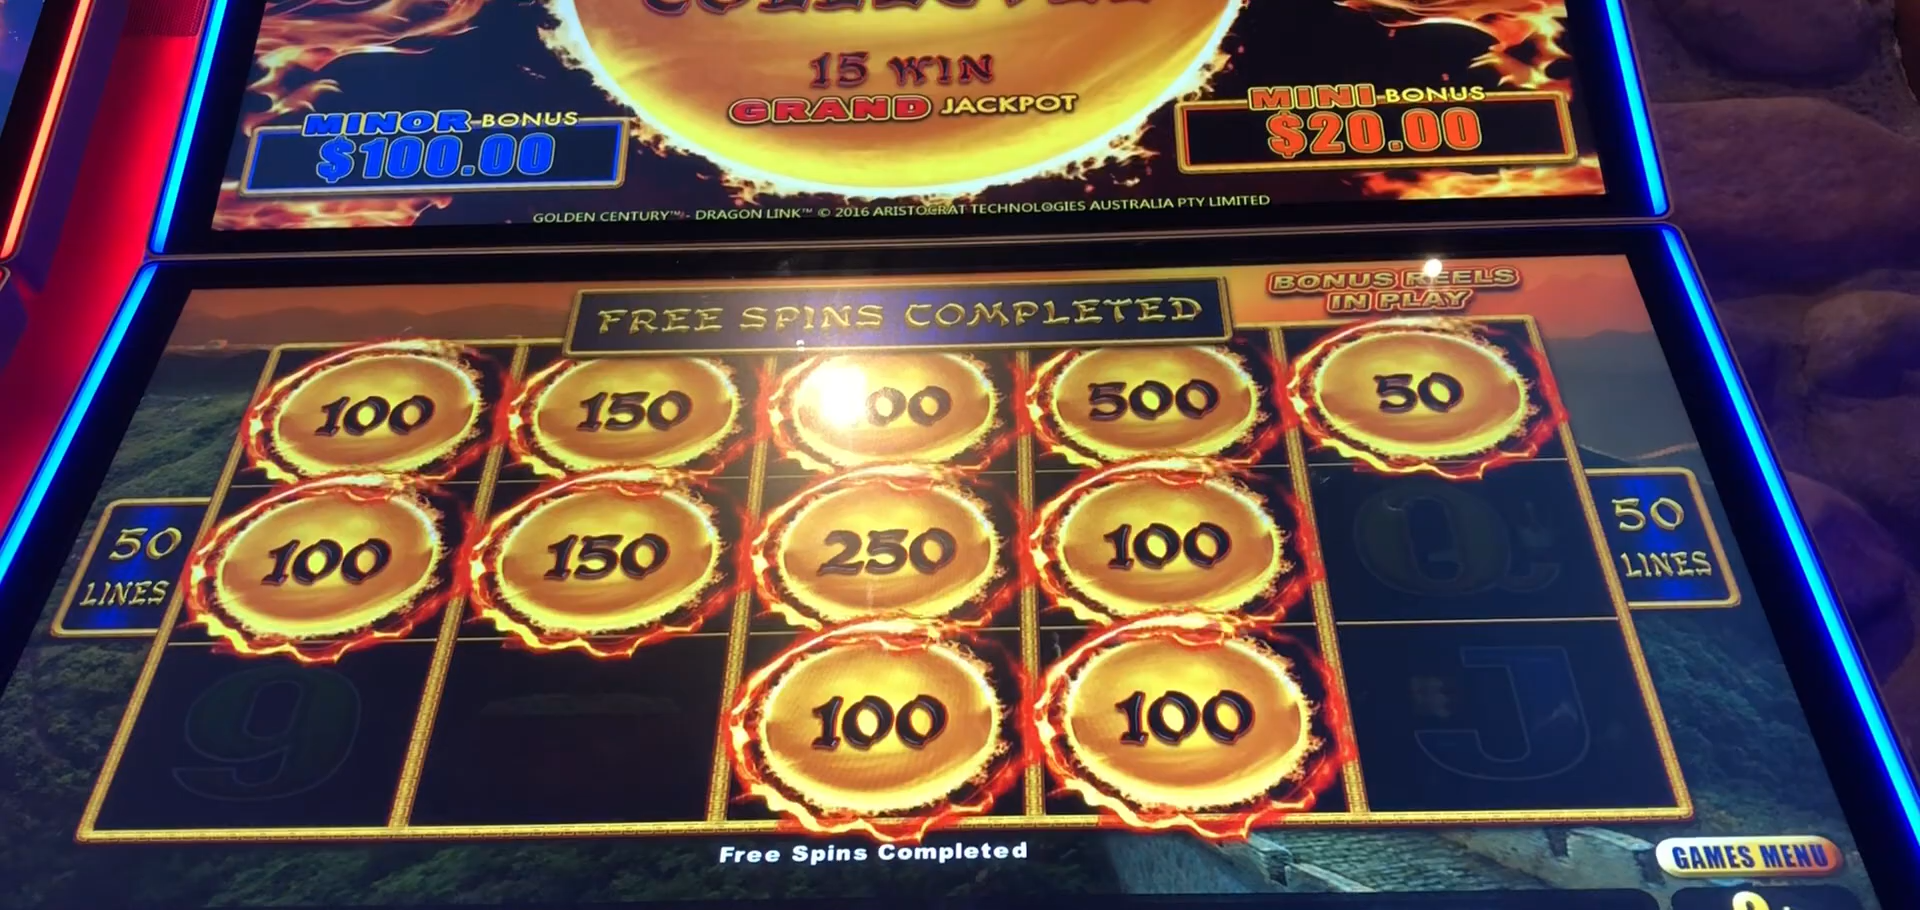 15 WIN
GRAND JACKPOT
MINOR BONUS
$100.00
MINI BONUS
$20.00
GOLDEN CENTURY™ - DRAGON LINK™ © 2016 ARISTOCRAT TECHNOLOGIES AUSTRALIA PTY LIMITED
FREE SPINS COMPLETED
BONUS REELS
IN PLAY
100 150 500 50
100 150 250 100
100 100
50
LINES
50
LINES
9
Q
J
Free Spins Completed
GAMES MENU